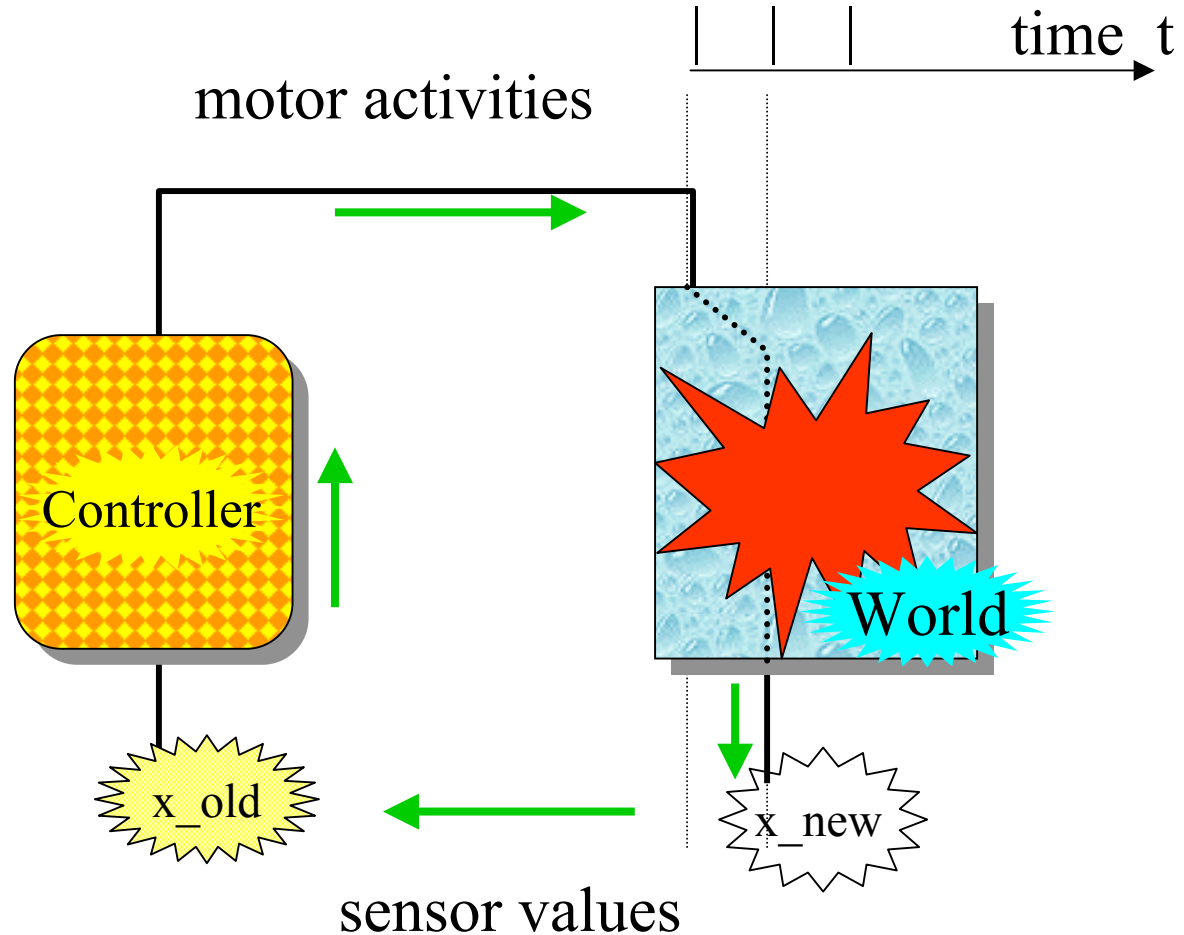 time t
motor activities
Controller
World
x_old
x_new
sensor values